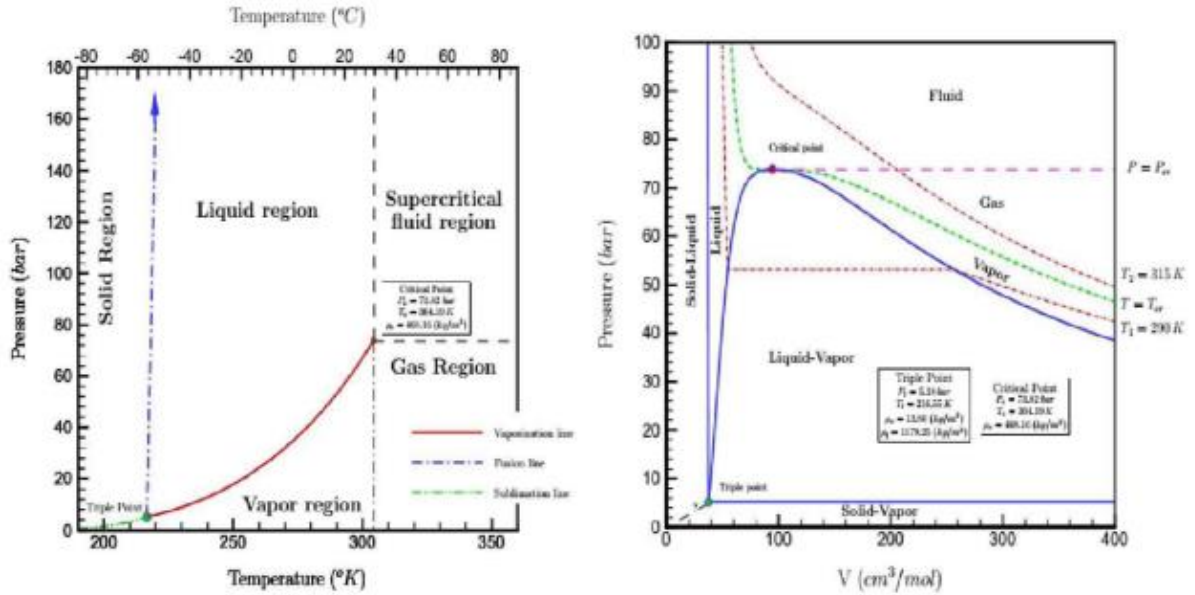 Temperature (°C)
-80 -60 -40 -20 0 20 40 60 80
180
160
140
120
100
80
60
40
20
0
Pressure (bar)
Solid Region
Liquid region
Supercritical
fluid region
Critical Point
Gas Region
Vaporization line
Fusion line
Sublimation line
Triple Point
Vapor region
200 250 300 350
Temperature (°K)
100
90
80
70
60
50
40
30
20
10
0
Pressure (bar)
Fluid
Critical point
P = Pcr
Gas
Solid-Liquid
Liquid
Vapor
T2 = 315 K
T = Tcr
T1 = 290 K
Liquid-Vapor
Triple Point
Critical Point
Triple point
Solid-Vapor
0 100 200 300 400
V (cm³/mol)